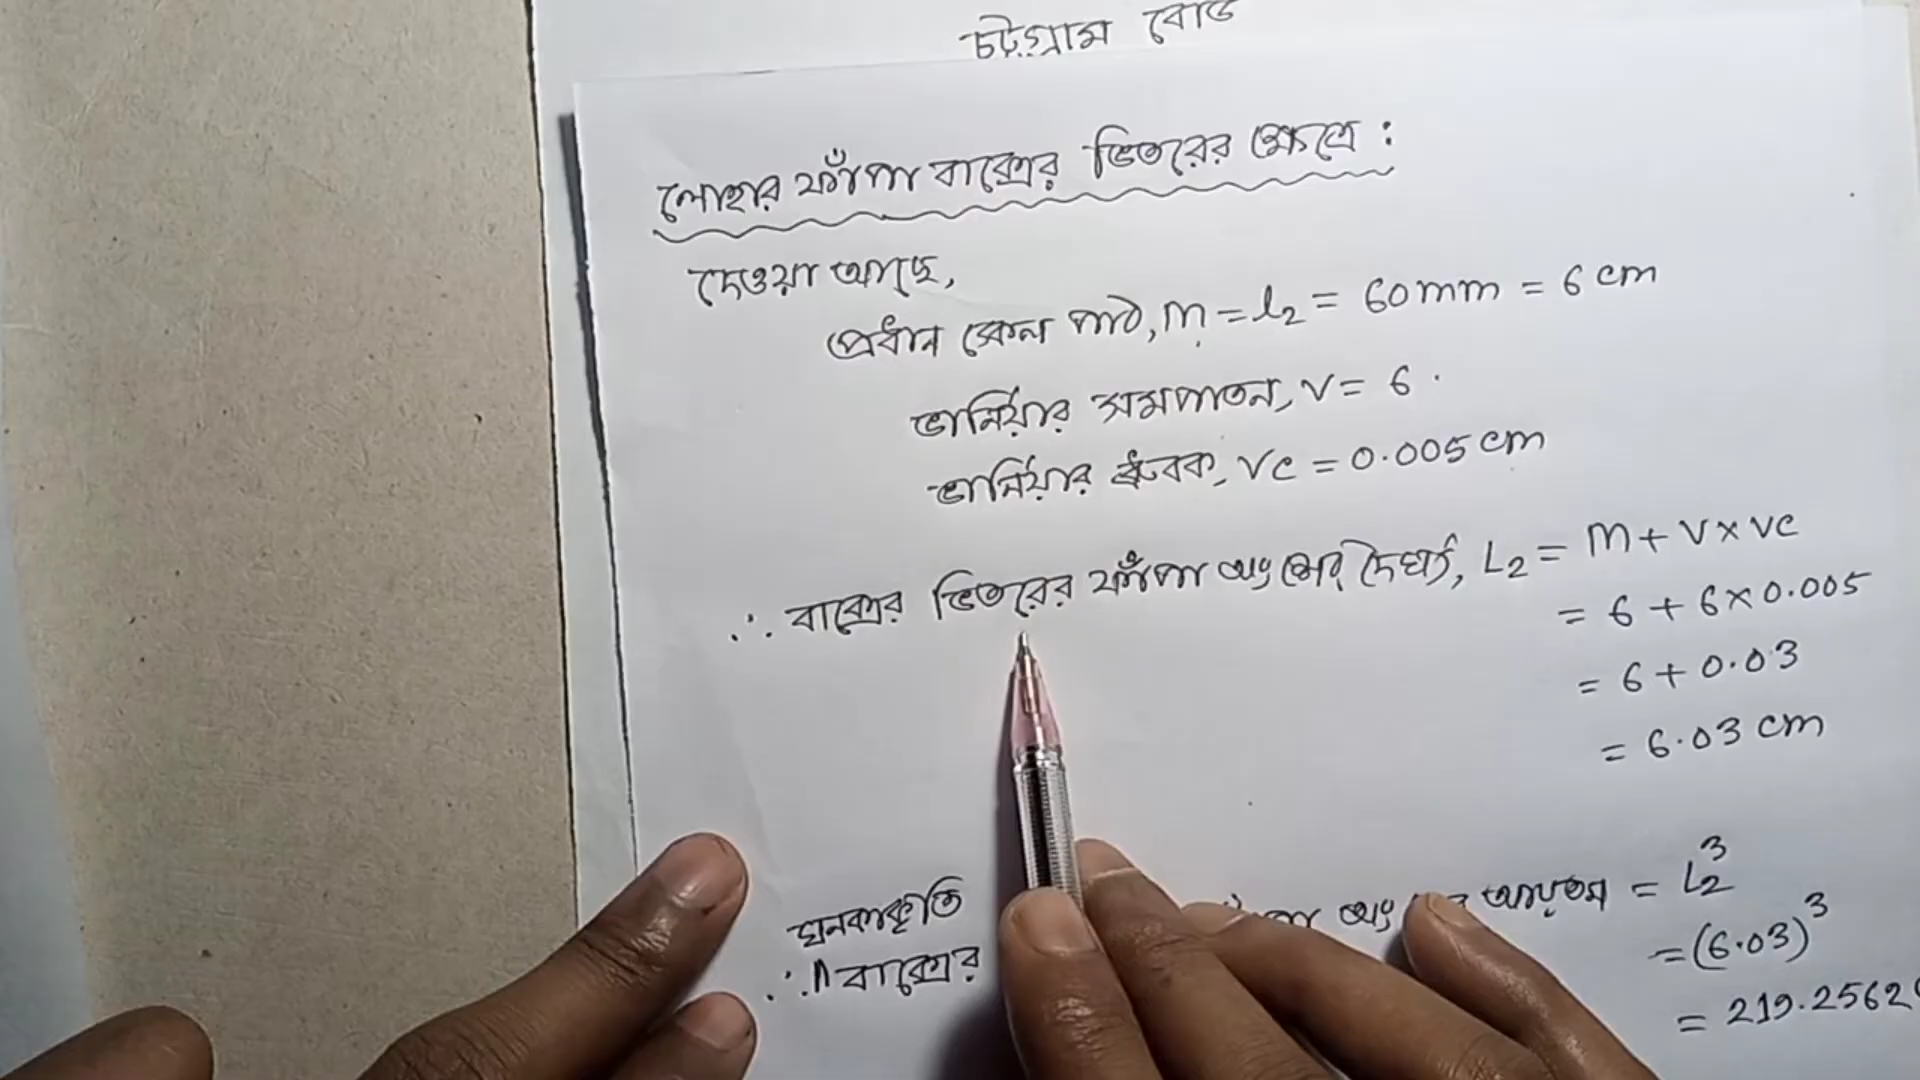 চট্টগ্রাম বোর্ড
লোহার ফাঁপা বাক্সের ভিতরের ক্ষেত্রে :
দেওয়া আছে,
প্রধান স্কেল পাঠ, m = l₂ = 60 mm = 6 cm
ভার্নিয়ার সমপাতন, V = 6
ভার্নিয়ার ধ্রুবক, VC = 0.005 cm
∴ বাক্সের ভিতরের ফাঁপা অংশের দৈর্ঘ্য, L₂ = M + V × VC
= 6 + 6 × 0.005
= 6 + 0.03
= 6.03 cm
ঘনকাকৃতি
∴ বাক্সের আয়তন = L₂³
= (6.03)³
= 219.2562